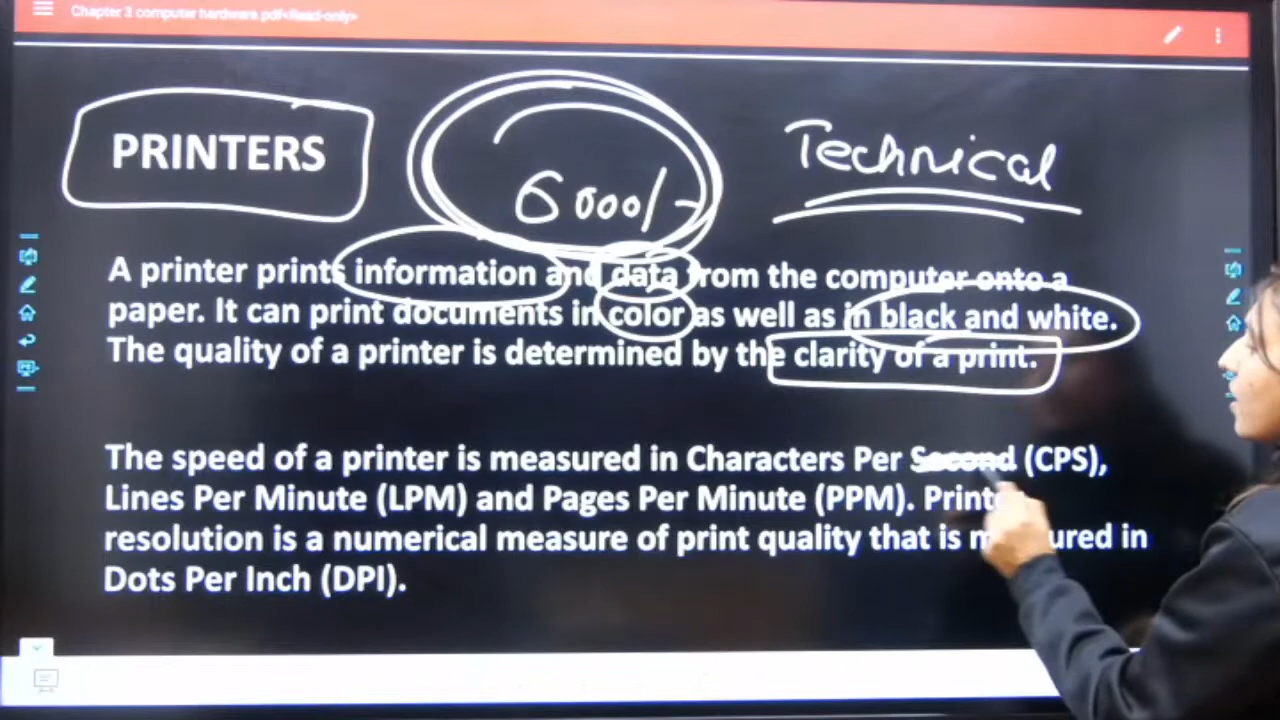 Chapter 3 computer hardware.pdf<Read-only>
PRINTERS
6000/-
Technical
A printer prints information and data from the computer onto a
paper. It can print documents in color as well as in black and white.
The quality of a printer is determined by the clarity of a print.
The speed of a printer is measured in Characters Per Second (CPS),
Lines Per Minute (LPM) and Pages Per Minute (PPM). Printer
resolution is a numerical measure of print quality that is measured in
Dots Per Inch (DPI).